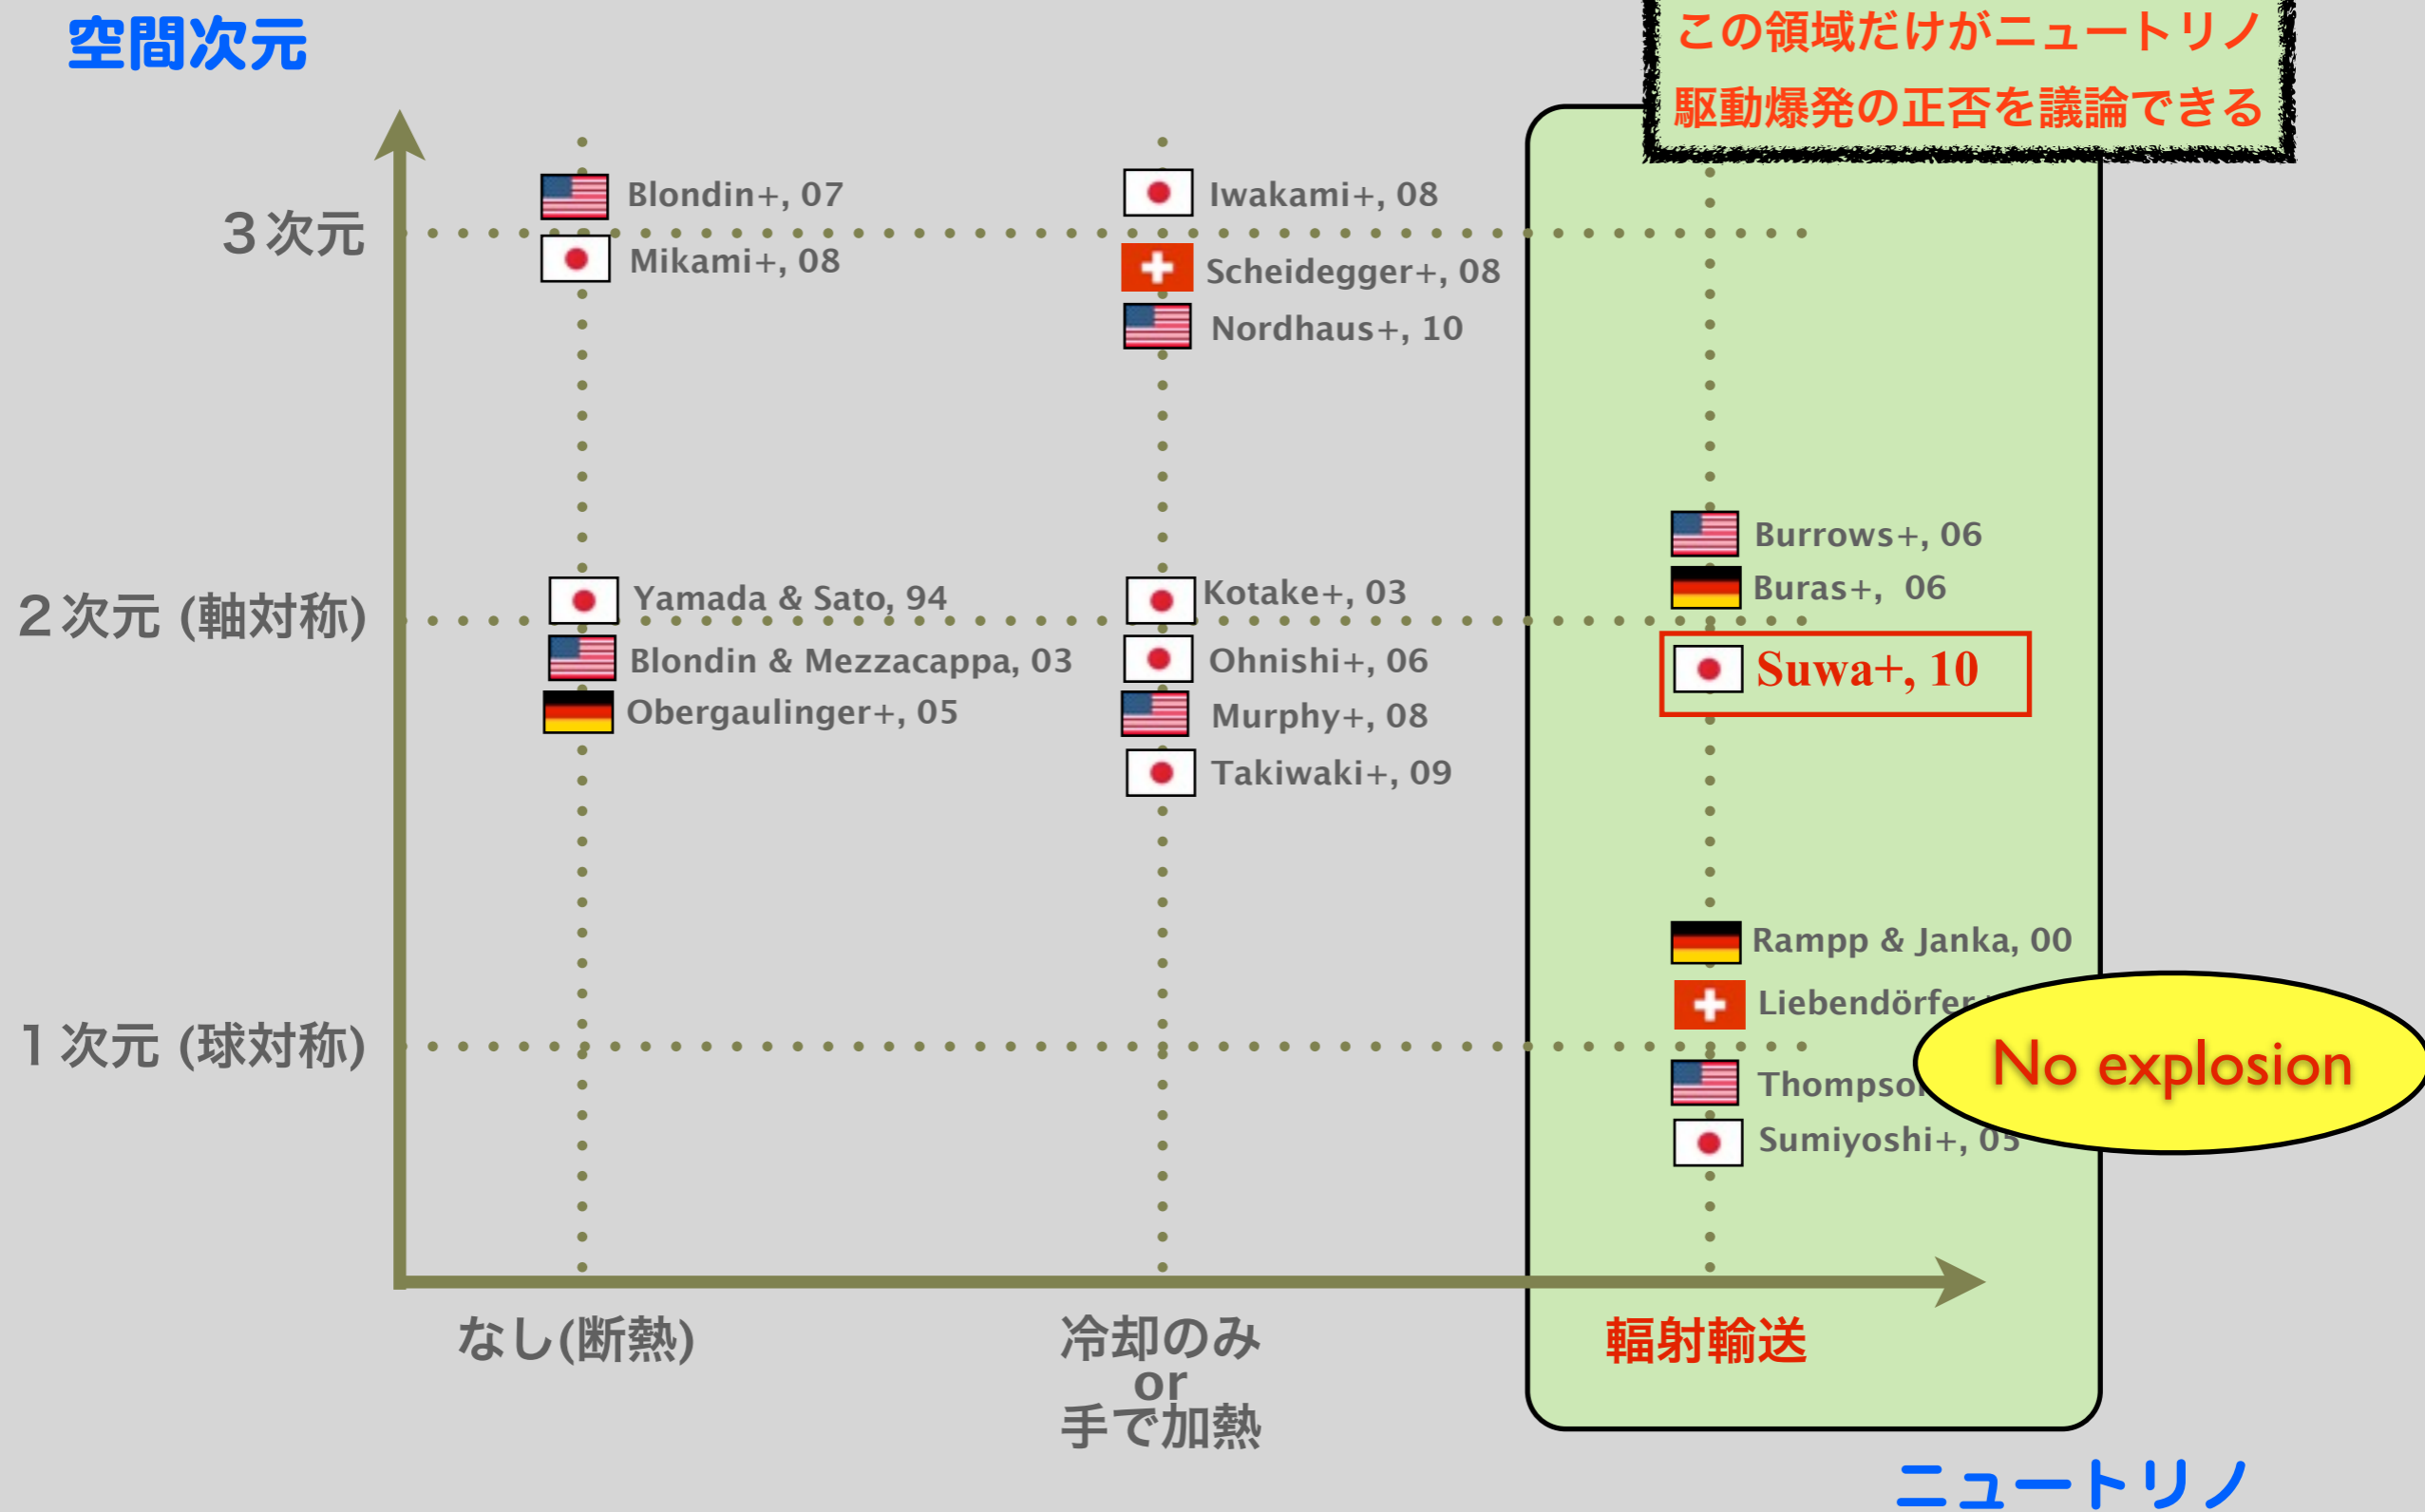 空間次元
この領域だけがニュートリノ
駆動爆発の正否を議論できる
3次元
Blondin+, 07
Mikami+, 08
Iwakami+, 08
Scheidegger+, 08
Nordhaus+, 10
2次元 (軸対称)
Yamada & Sato, 94
Blondin & Mezzacappa, 03
Obergaulinger+, 05
Kotake+, 03
Ohnishi+, 06
Murphy+, 08
Takiwaki+, 09
Burrows+, 06
Buras+, 06
Suwa+, 10
1次元 (球対称)
Rampp & Janka, 00
Liebendörfer
Sumiyoshi+, 05
No explosion
なし(断熱)
冷却のみ
or
手で加熱
輻射輸送
ニュートリノ